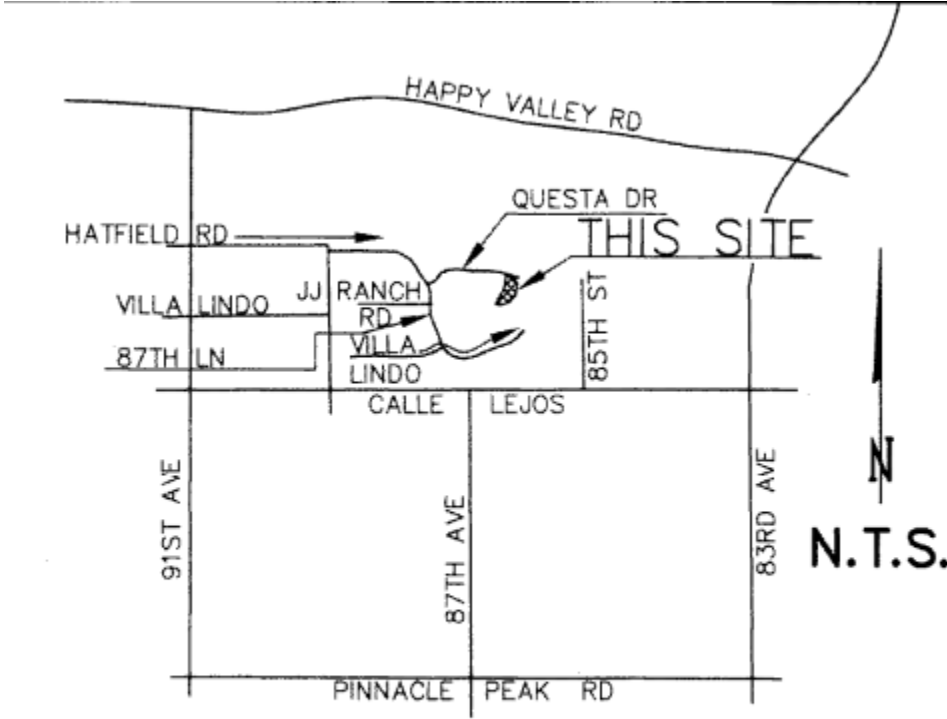 HAPPY VALLEY RD
QUESTA DR
THIS SITE
HATFIELD RD
JJ RANCH
RD
VILLA LINDO
VILLA
LINDO
87TH LN
85TH ST
CALLE LEJOS
91ST AVE
87TH AVE
83RD AVE
N
N.T.S.
PINNACLE PEAK RD